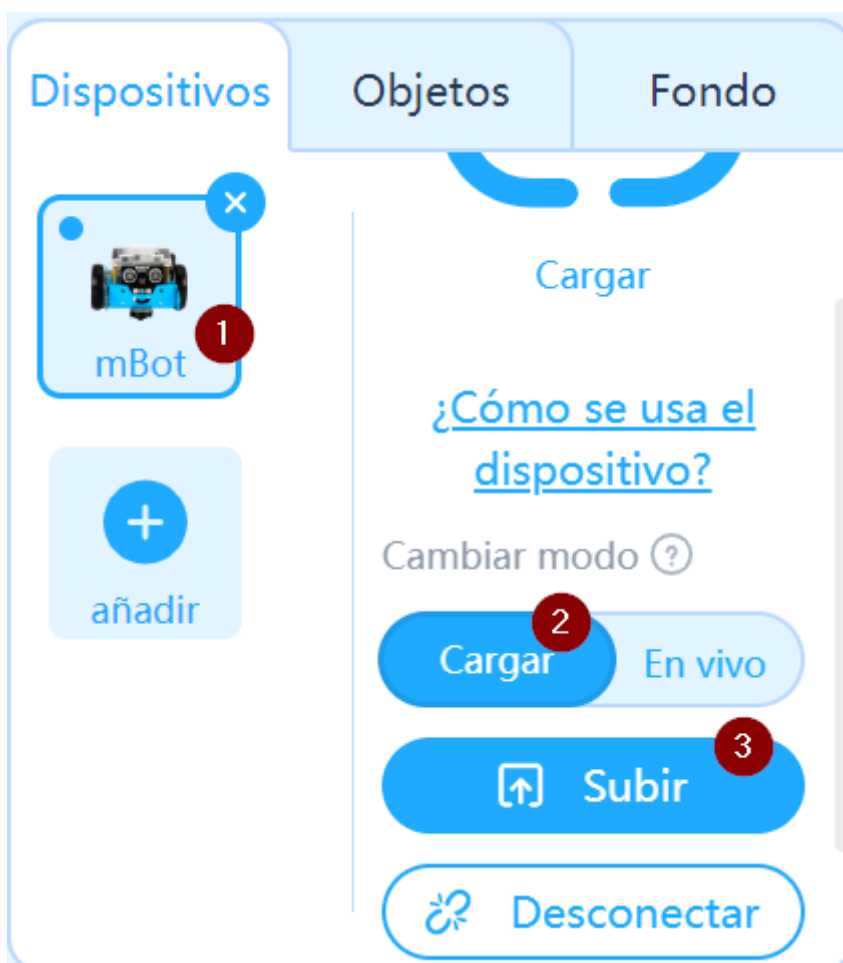 Dispositivos
Objetos
Fondo
1
mBot
añadir
Cargar
¿Cómo se usa el
dispositivo?
Cambiar modo ?
2
Cargar
En vivo
3
Subir
Desconectar